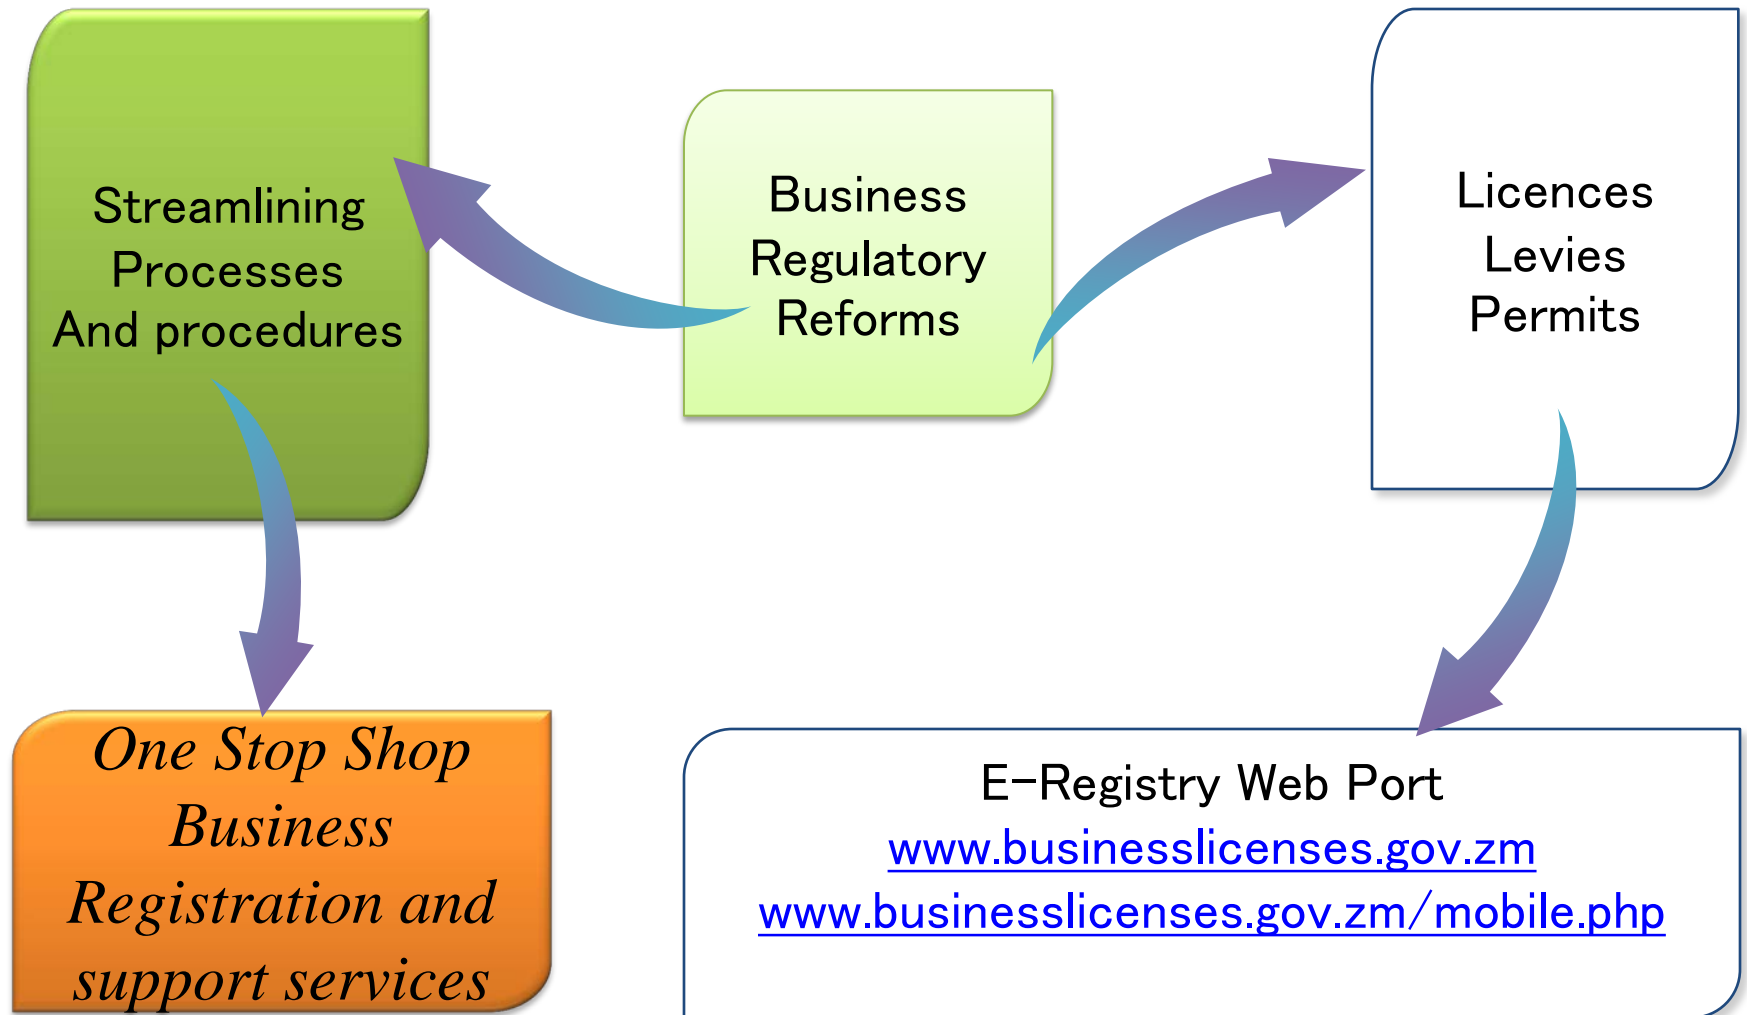 Streamlining
Processes
And procedures
Business
Regulatory
Reforms
Licences
Levies
Permits
One Stop Shop
Business
Registration and
support services
E-Registry Web Port
www.businesslicenses.gov.zm
www.businesslicenses.gov.zm/mobile.php